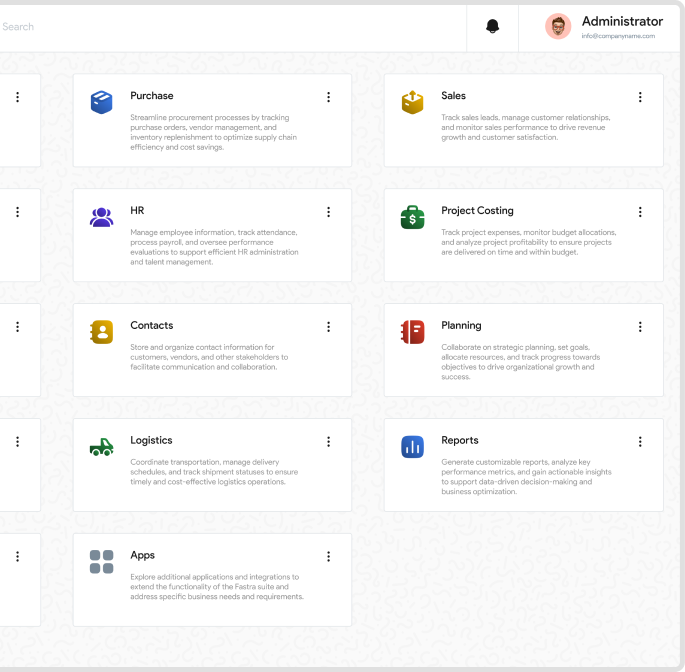 Search
Administrator
info@companyname.com
Purchase
Streamline procurement processes by tracking
purchase orders, vendor management, and
inventory replenishment to optimize supply chain
efficiency and cost savings.
Sales
Track sales leads, manage customer relationships,
and monitor sales performance to drive revenue
growth and customer satisfaction.
HR
Manage employee information, track attendance,
process payroll, and oversee performance
evaluations to support efficient HR administration
and talent management.
Project Costing
Track project expenses, monitor budget allocations,
and analyze project profitability to ensure projects
are delivered on time and within budget.
Contacts
Store and organize contact information for
customers, vendors, and other stakeholders to
facilitate communication and collaboration.
Planning
Collaborate on strategic planning, set goals,
allocate resources, and track progress towards
objectives to drive organizational growth and
success.
Logistics
Coordinate transportation, manage delivery
schedules, and track shipment statuses to ensure
timely and cost-effective logistics operations.
Reports
Generate customizable reports, analyze key
performance metrics, and gain actionable insights
to support data-driven decision-making and
business optimization.
Apps
Explore additional applications and integrations to
extend the functionality of the Fastra suite and
address specific business needs and requirements.